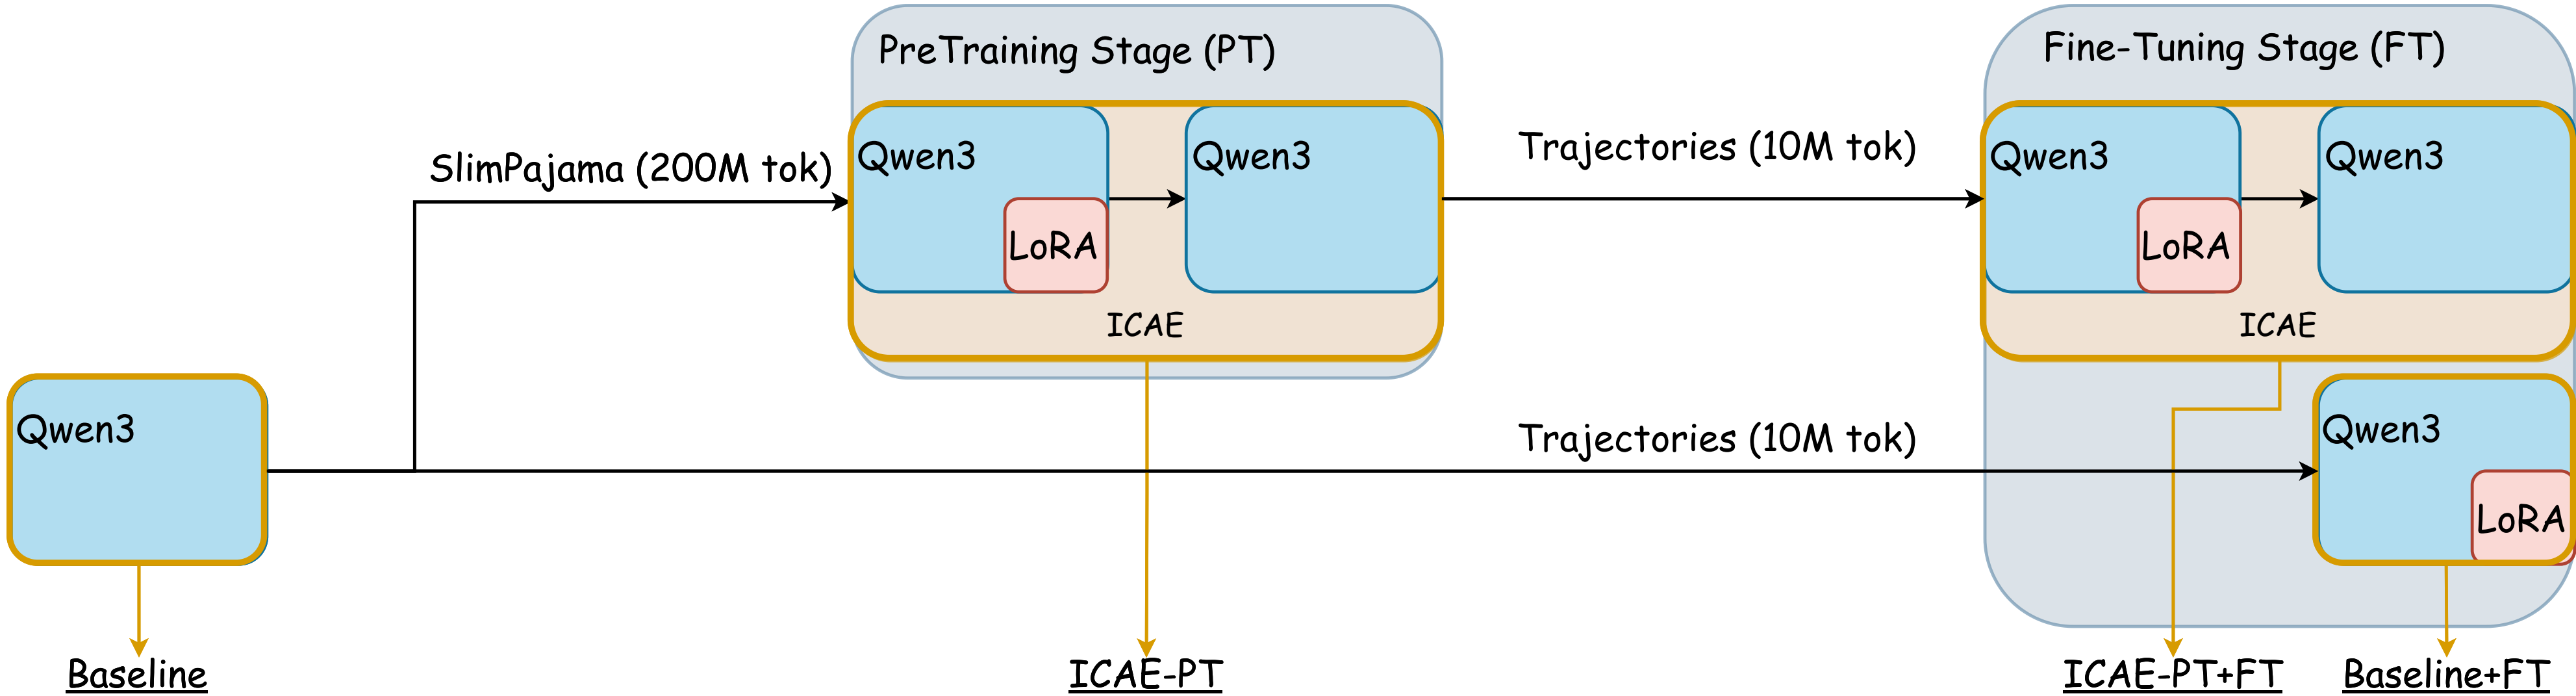 PreTraining Stage (PT)
Fine-Tuning Stage (FT)
SlimPajama (200M tok)
Qwen3
LoRA
Qwen3
ICAE
Trajectories (10M tok)
Qwen3
LoRA
Qwen3
ICAE
Qwen3
Trajectories (10M tok)
Qwen3
LoRA
Baseline
ICAE-PT
ICAE-PT+FT
Baseline+FT